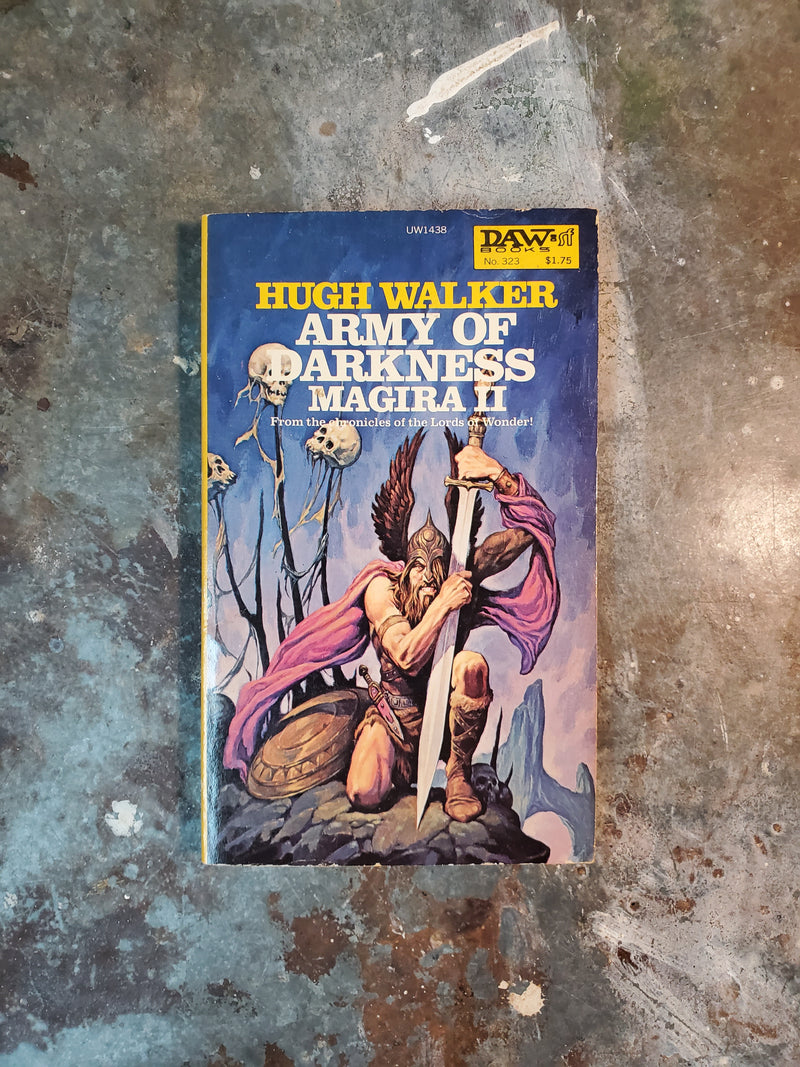 UW1438
DAW sf
BOOKS
No. 323 $1.75
HUGH WALKER
ARMY OF
DARKNESS
MAGIRA II
From the chronicles of the Lords of Wonder!